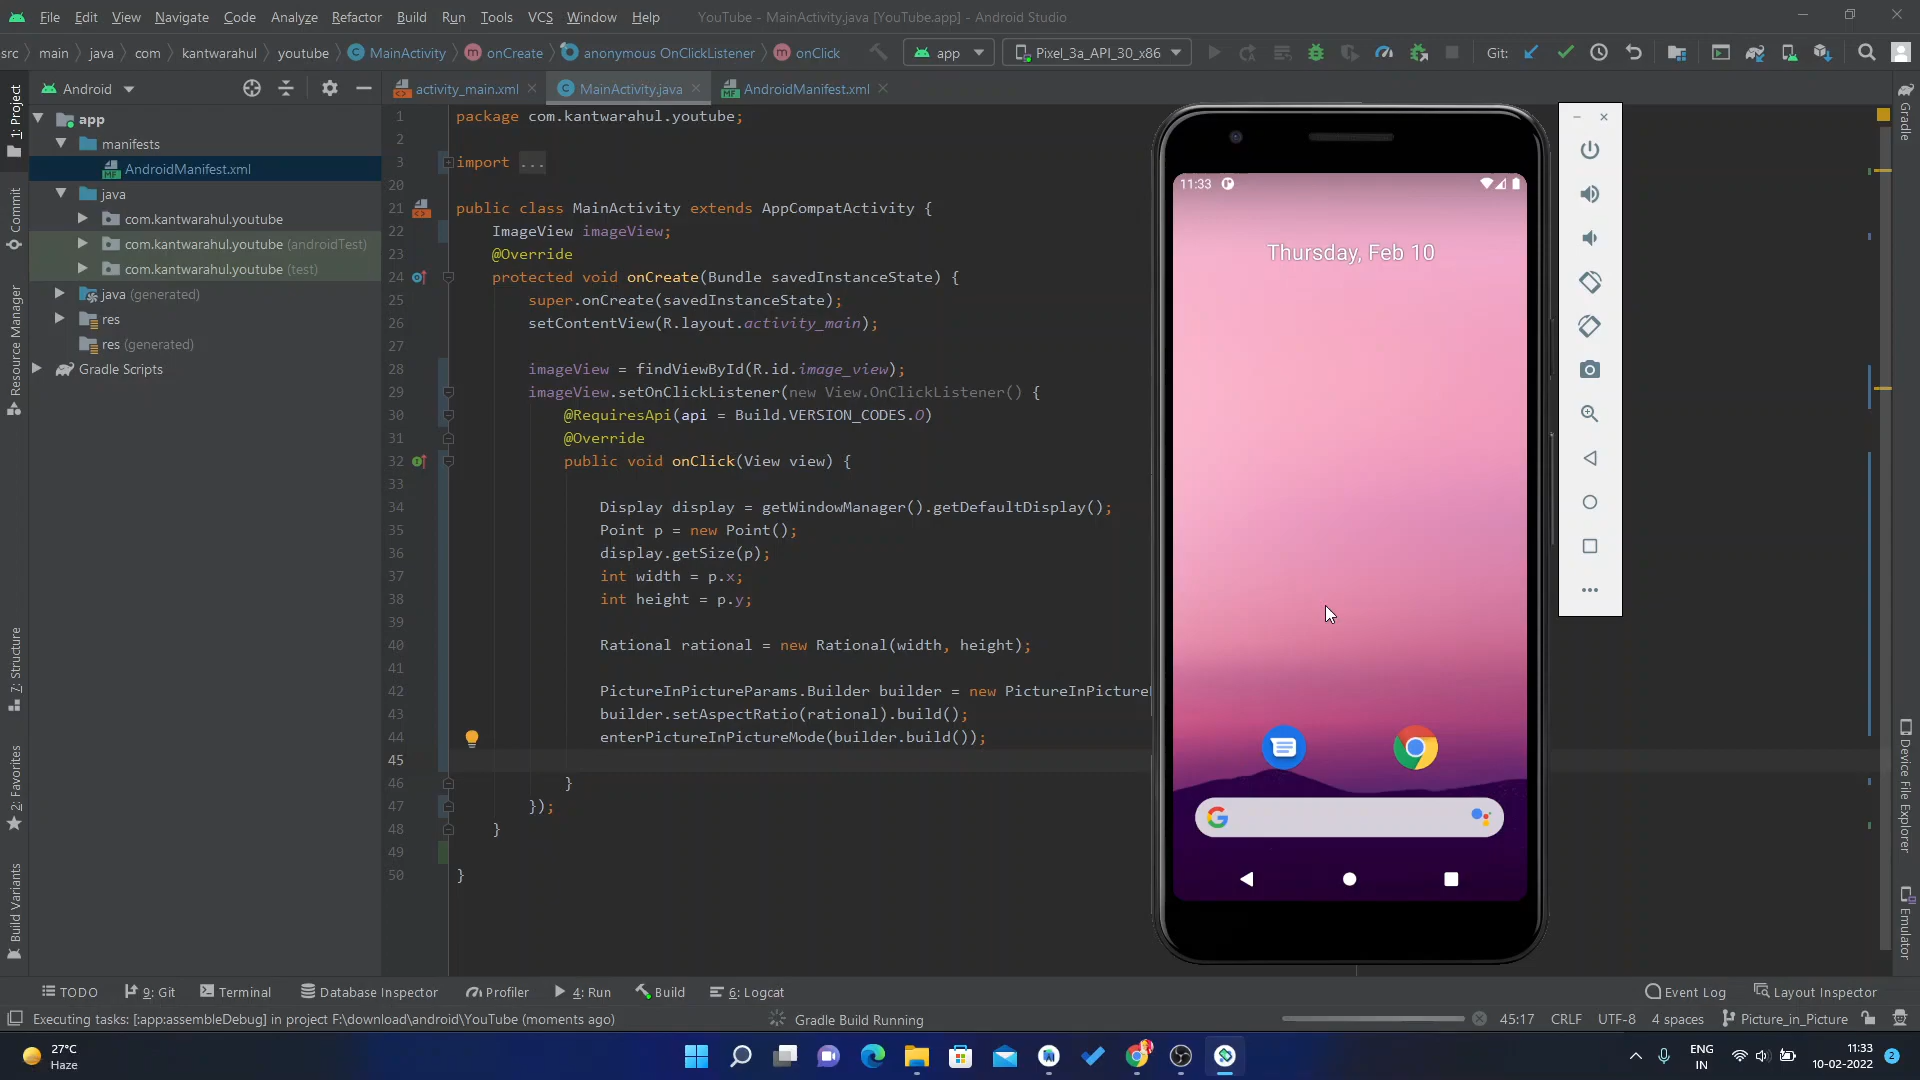 File Edit View Navigate Code Analyze Refactor Build Run Tools VCS Window Help YouTube - MainActivity.java [YouTube.app] - Android Studio
src main java com kantwarahul youtube MainActivity onCreate anonymous OnClickListener onClick app Pixel_3a_API_30_x86 Git:
Android activity_main.xml MainActivity.java AndroidManifest.xml
1: Project
Commit
Resource Manager
7: Structure
2: Favorites
Build Variants
app
manifests
AndroidManifest.xml
java
com.kantwarahul.youtube
com.kantwarahul.youtube (androidTest)
com.kantwarahul.youtube (test)
java (generated)
res
res (generated)
Gradle Scripts
1 package com.kantwarahul.youtube;
2
3 import ...
20
21 public class MainActivity extends AppCompatActivity {
22 ImageView imageView;
23 @Override
24 protected void onCreate(Bundle savedInstanceState) {
25 super.onCreate(savedInstanceState);
26 setContentView(R.layout.activity_main);
27
28 imageView = findViewById(R.id.image_view);
29 imageView.setOnClickListener(new View.OnClickListener() {
30 @RequiresApi(api = Build.VERSION_CODES.O)
31 @Override
32 public void onClick(View view) {
33
34 Display display = getWindowManager().getDefaultDisplay();
35 Point p = new Point();
36 display.getSize(p);
37 int width = p.x;
38 int height = p.y;
39
40 Rational rational = new Rational(width, height);
41
42 PictureInPictureParams.Builder builder = new PictureInPicture
43 builder.setAspectRatio(rational).build();
44 enterPictureInPictureMode(builder.build());
45
46 }
47 });
48 }
49
50 }
11:33
Thursday, Feb 10
G
Gradle
Device File Explorer
Emulator
TODO 9: Git Terminal Database Inspector Profiler 4: Run Build 6: Logcat Event Log Layout Inspector
Executing tasks: [:app:assembleDebug] in project F:\download\android\YouTube (moments ago) Gradle Build Running 45:17 CRLF UTF-8 4 spaces Picture_in_Picture
27°C
Haze
ENG
IN
11:33
10-02-2022
2